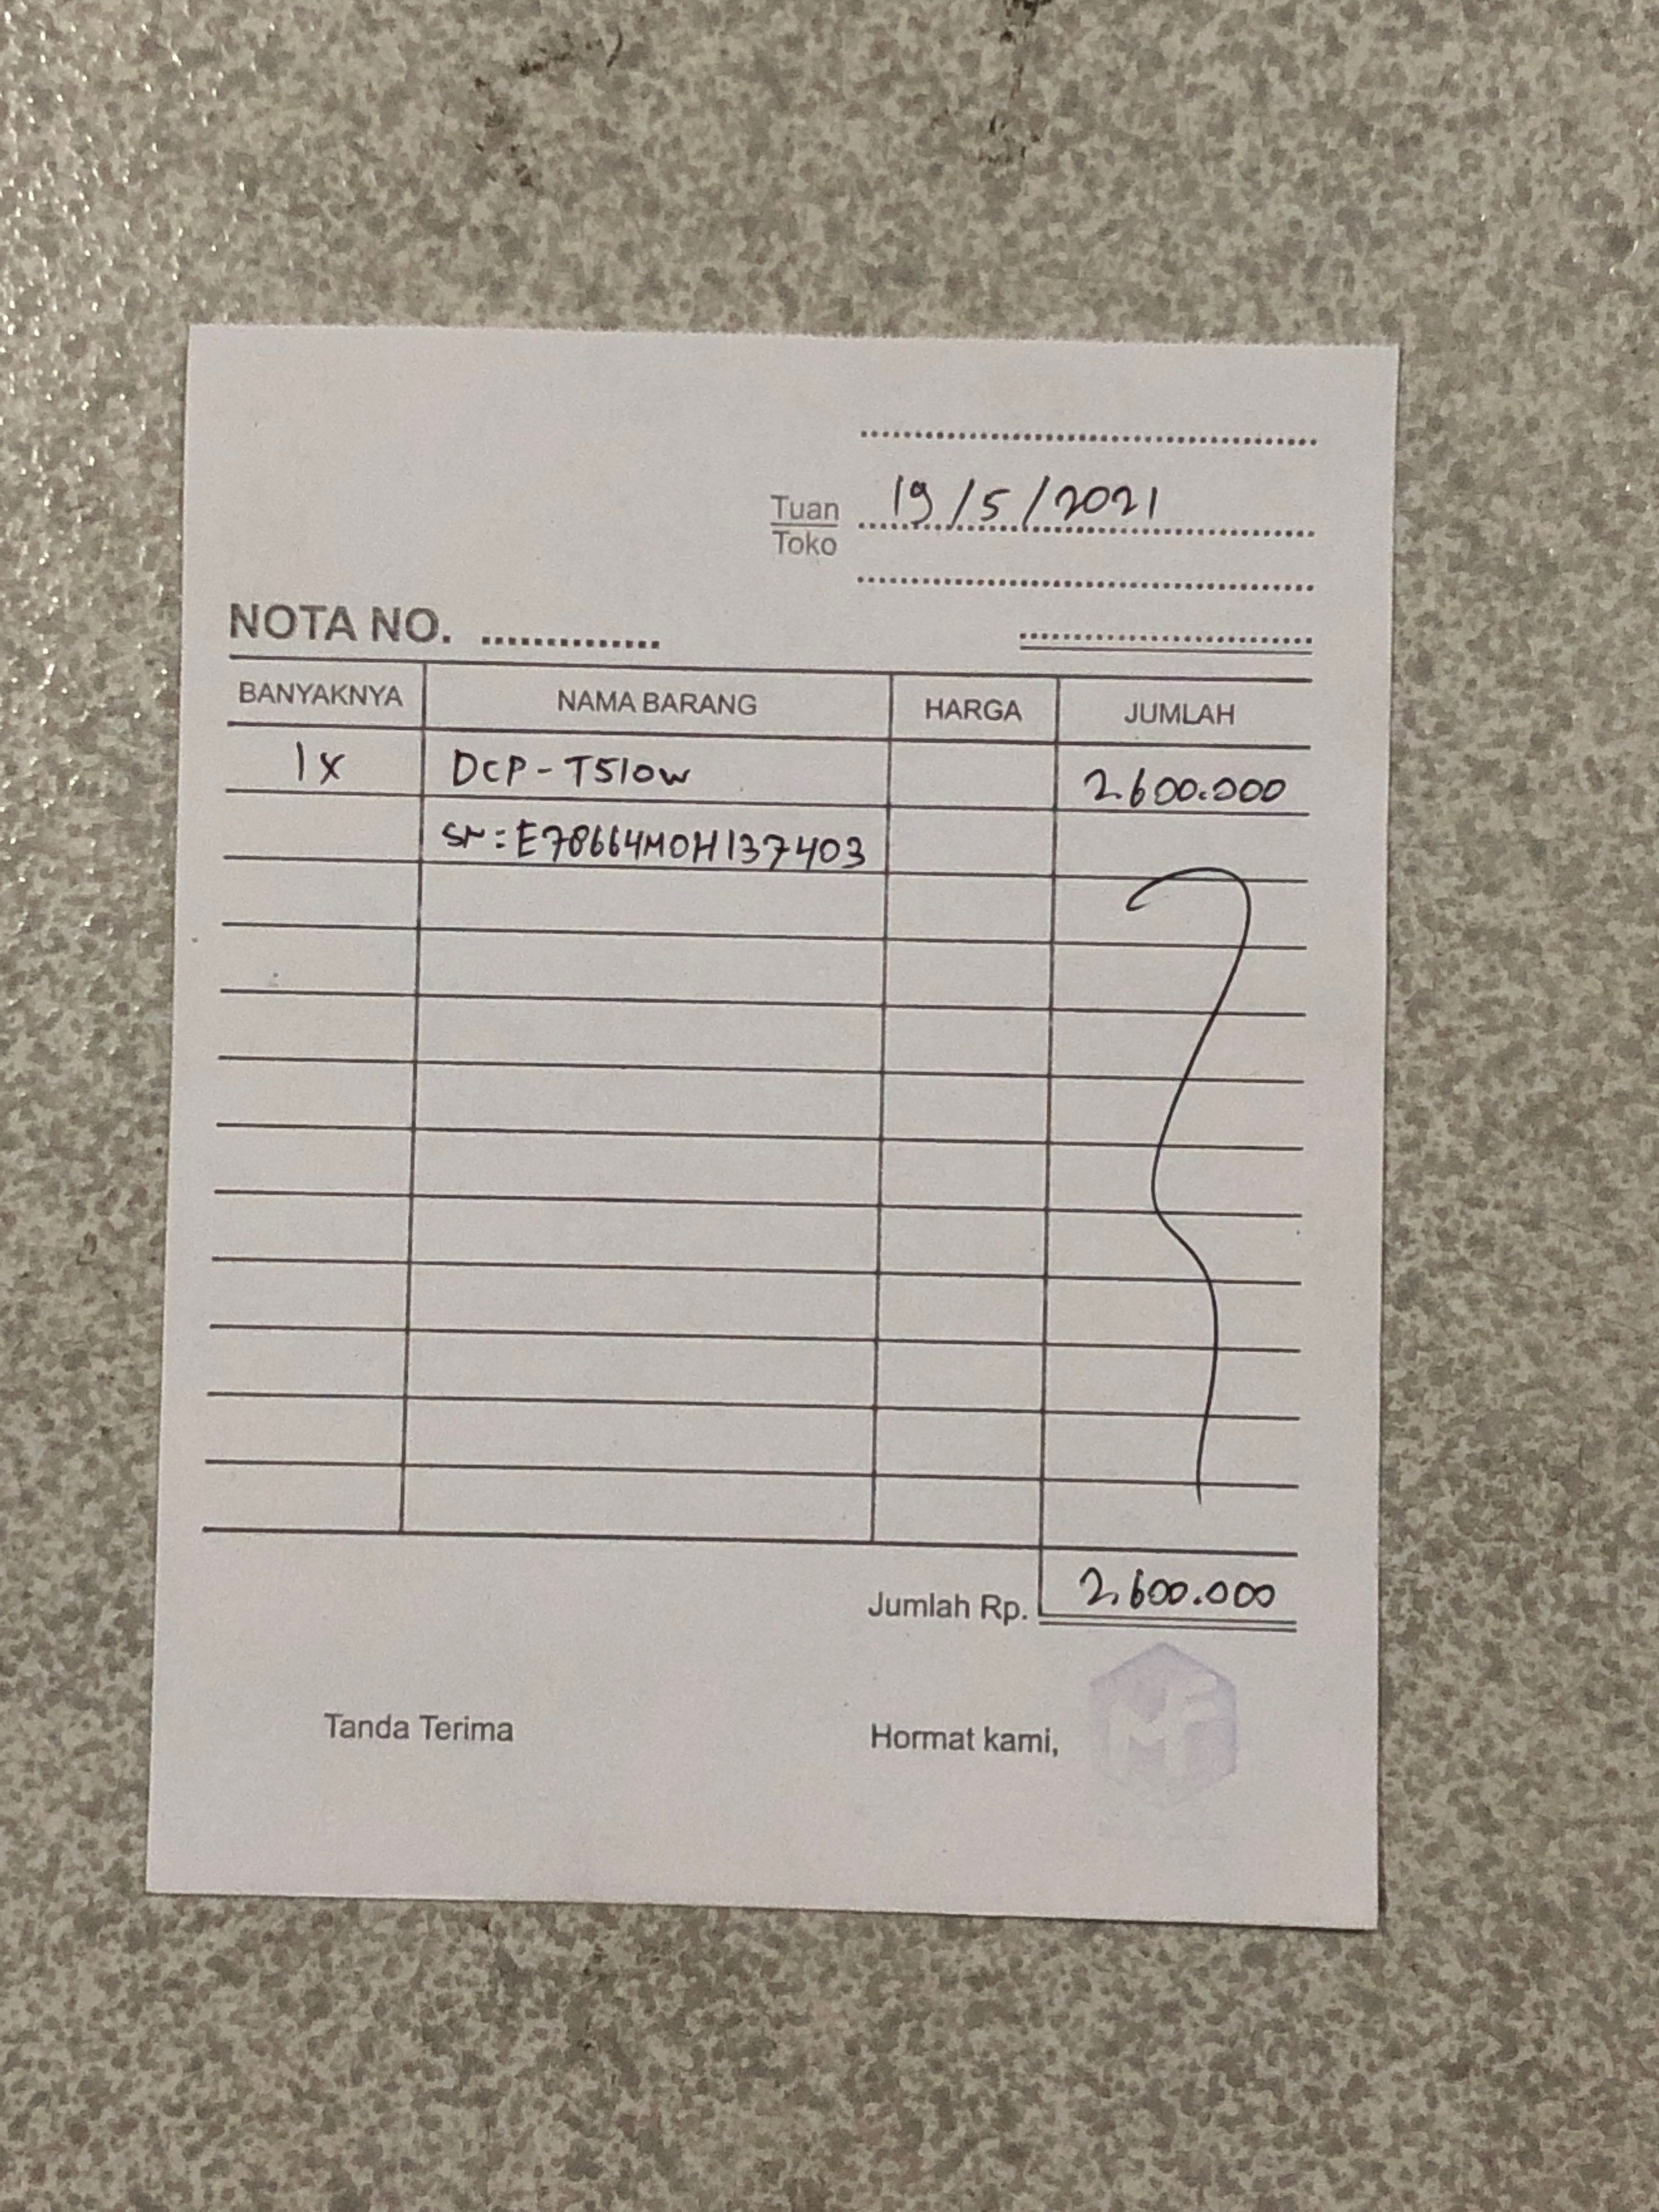 19/5/2021
Tuan
Toko
NOTA NO.
BANYAKNYA NAMA BARANG HARGA JUMLAH
1x DCP-T510W 2.600.000
SN: E78664M0H137403
Jumlah Rp. 2.600.000
Tanda Terima Hormat kami,
MF